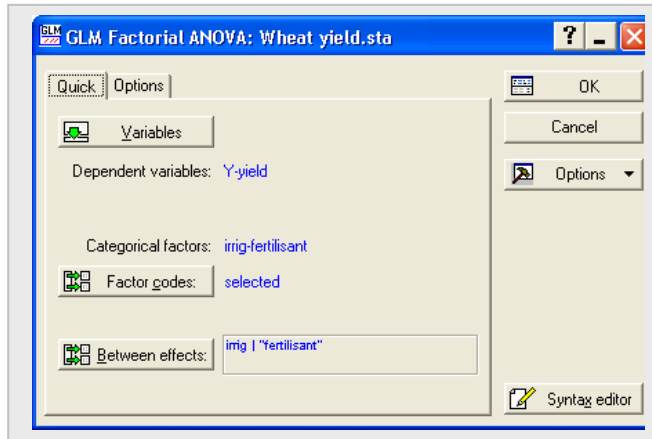 GLM GLM Factorial ANOVA: Wheat yield.sta
Quick Options
Variables
Dependent variables: Y-yield
Categorical factors: irrig-fertilisant
Factor codes: selected
Between effects: irrig | "fertilisant"
OK
Cancel
Options
Syntax editor